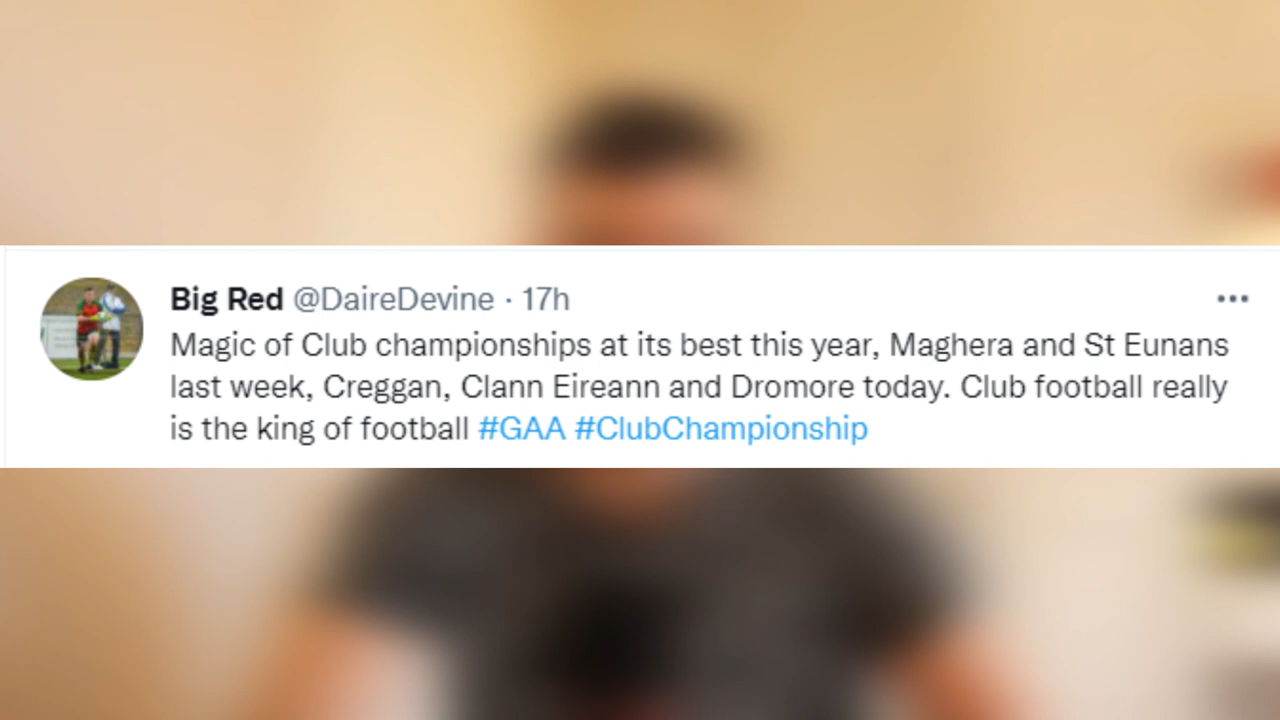 Big Red @DaireDevine · 17h
Magic of Club championships at its best this year, Maghera and St Eunans
last week, Creggan, Clann Eireann and Dromore today. Club football really
is the king of football #GAA #ClubChampionship